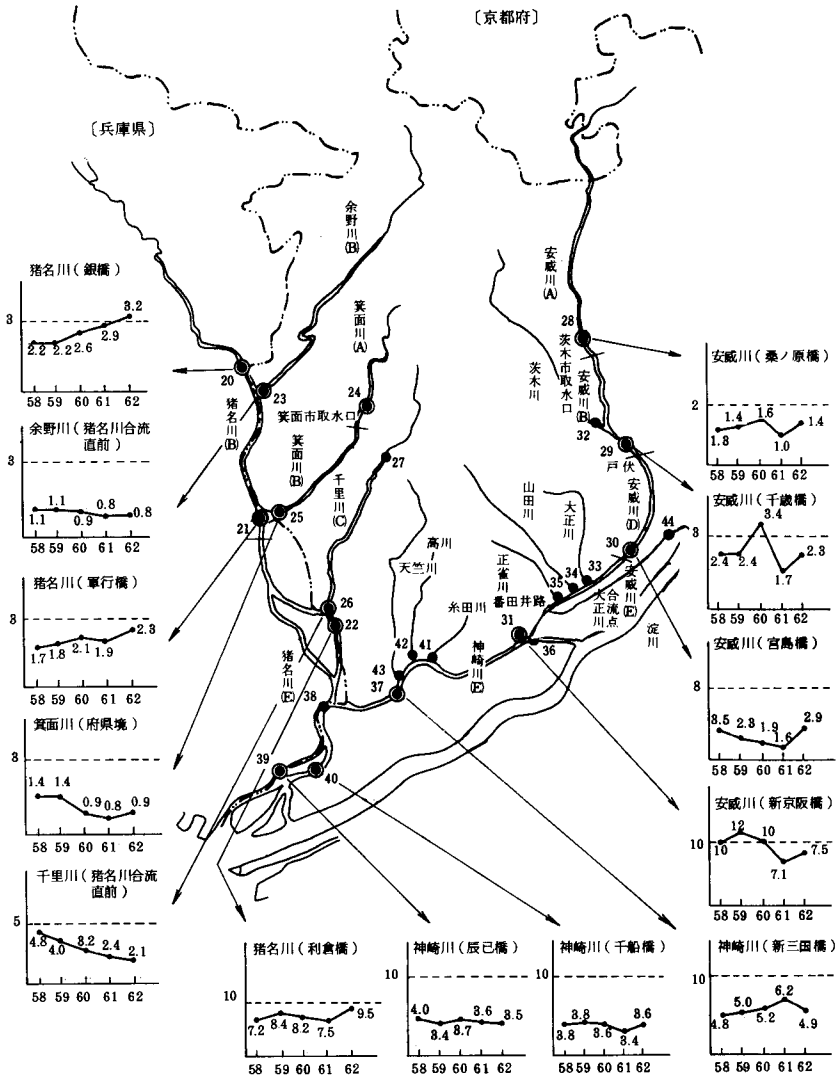 〔京都府〕
〔兵庫県〕
余野川(B)
箕面川(A)
安威川(A)
猪名川(銀橋)
3
2.2 2.2 2.6 2.9 3.2
58 59 60 61 62
余野川(猪名川合流直前)
3
1.1 1.1 0.9 0.8 0.8
58 59 60 61 62
猪名川(軍行橋)
3
1.7 1.8 2.1 1.9 2.3
58 59 60 61 62
箕面川(府県境)
3
1.4 1.4 0.9 0.8 0.9
58 59 60 61 62
千里川(猪名川合流直前)
5
4.8 4.0 3.2 2.4 2.1
58 59 60 61 62
20
23
24
猪名川(B)
箕面市取水口
箕面川(B)
千里川(C)
27
21
25
26
22
猪名川(E)
天竺川
高川
糸田川
42
41
43
37
38
39
40
神崎川(E)
28
茨木市取水口
安威川(B)
茨木川
32
29
戸伏
安威川(D)
山田川
大正川
正雀川
30
44
33
34
35
安威川(E)
大正川合流点
番田井路
31
36
淀川
安威川(桑ノ原橋)
2
1.8 1.4 1.6 1.0 1.4
58 59 60 61 62
安威川(千歳橋)
3
2.4 2.4 3.4 1.7 2.3
58 59 60 61 62
安威川(宮島橋)
8
3.5 2.3 1.9 1.6 2.9
58 59 60 61 62
安威川(新京阪橋)
10
10 12 10 7.1 7.5
58 59 60 61 62
猪名川(利倉橋)
10
7.2 8.4 8.2 7.5 9.5
58 59 60 61 62
神崎川(辰巳橋)
10
4.0 3.4 3.7 3.6 3.5
58 59 60 61 62
神崎川(千船橋)
10
3.8 3.8 3.6 3.4 3.6
58 59 60 61 62
神崎川(新三国橋)
10
4.8 5.0 5.2 6.2 4.9
58 59 60 61 62